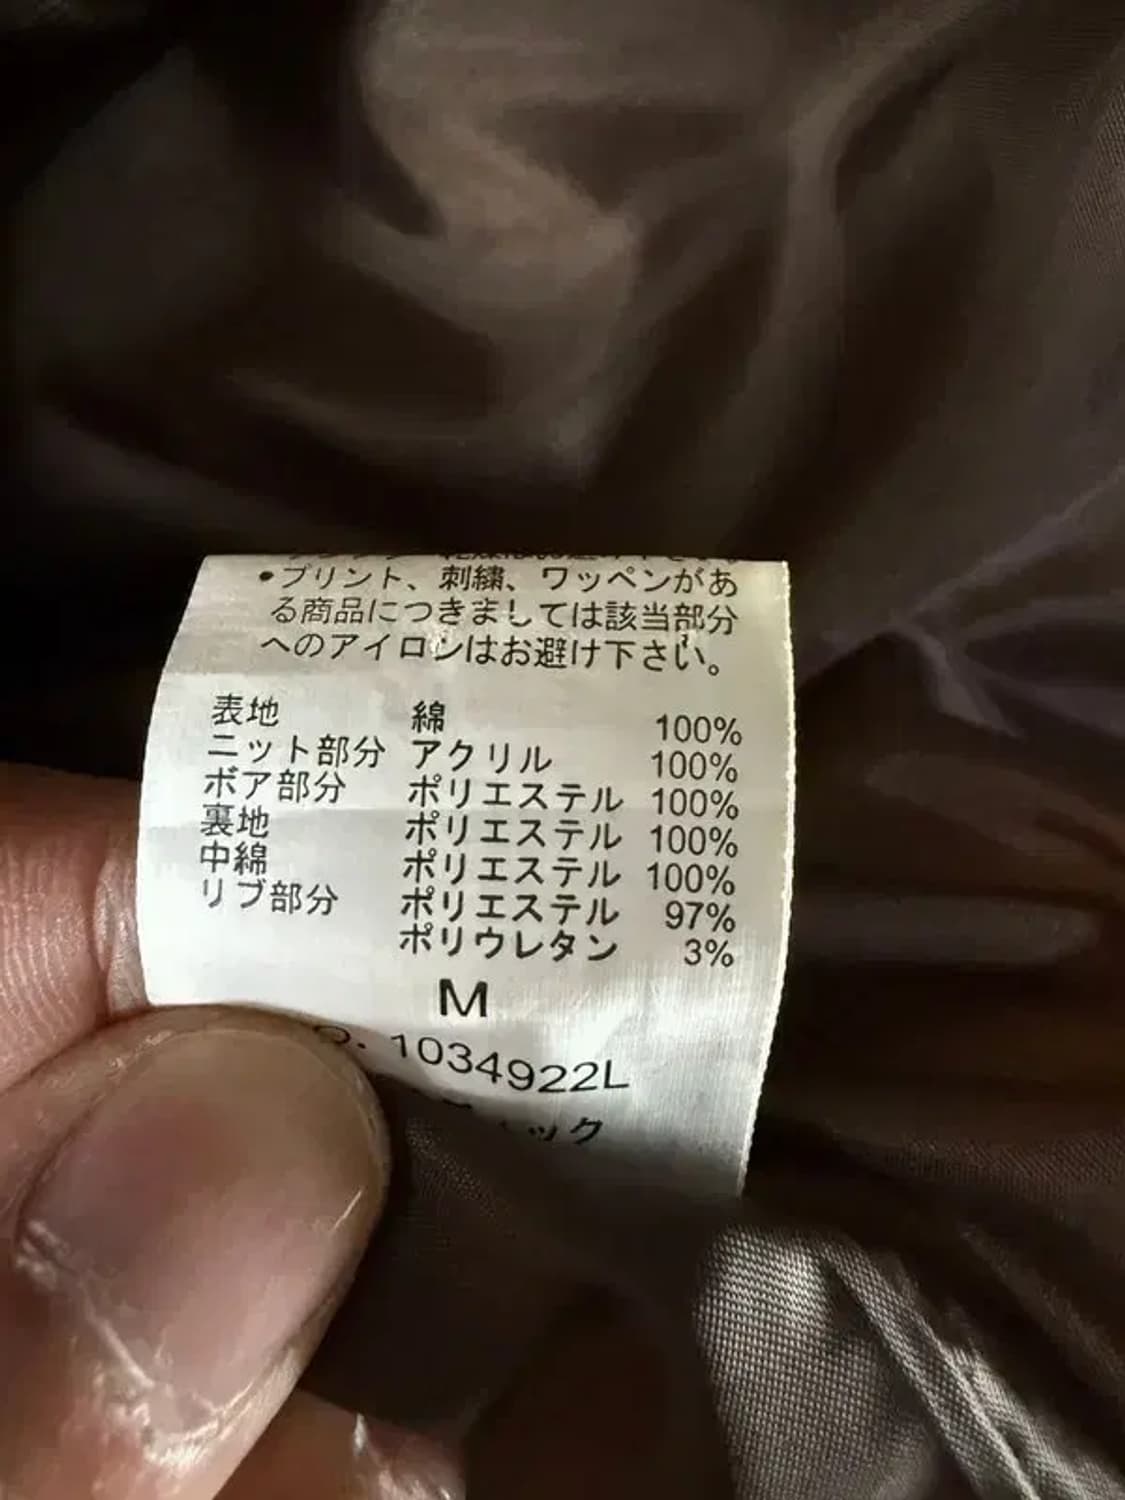 •プリント、刺繍、ワッペンがあ
る商品につきましては該当部分
へのアイロンはお避け下さい。
表地 綿 100%
ニット部分 アクリル 100%
ボア部分 ポリエステル 100%
裏地 ポリエステル 100%
中綿 ポリエステル 100%
リブ部分 ポリエステル 97%
ポリウレタン 3%
M
1034922L
ック